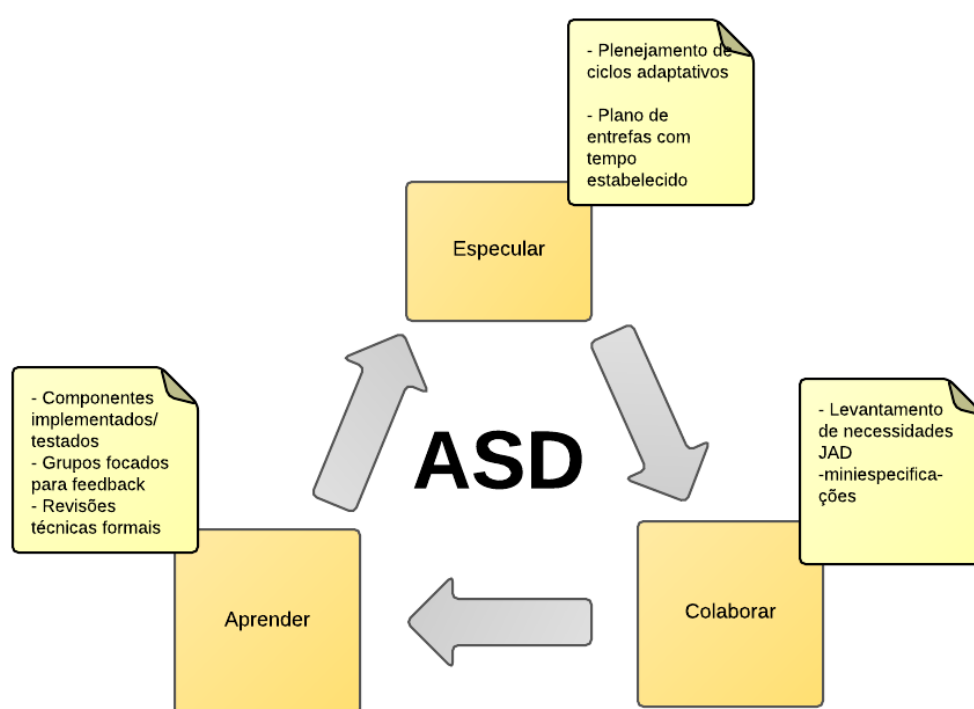 - Plenejamento de
ciclos adaptativos
- Plano de
entrefas com
tempo
estabelecido
Especular
- Componentes
implementados/
testados
- Grupos focados
para feedback
- Revisões
técnicas formais
ASD
- Levantamento
de necessidades
JAD
-miniespecifica-
ções
Aprender
Colaborar